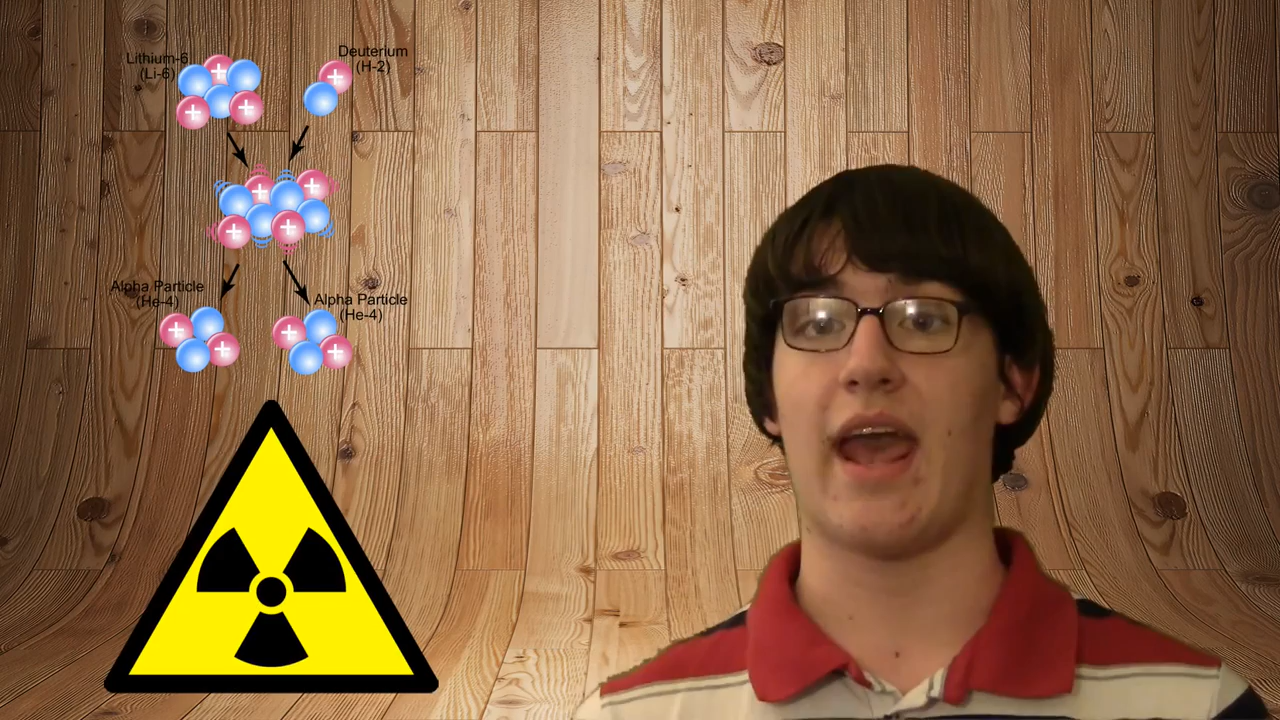 Lithium-6
(Li-6)
Deuterium
(H-2)
Alpha Particle
(He-4)
Alpha Particle
(He-4)